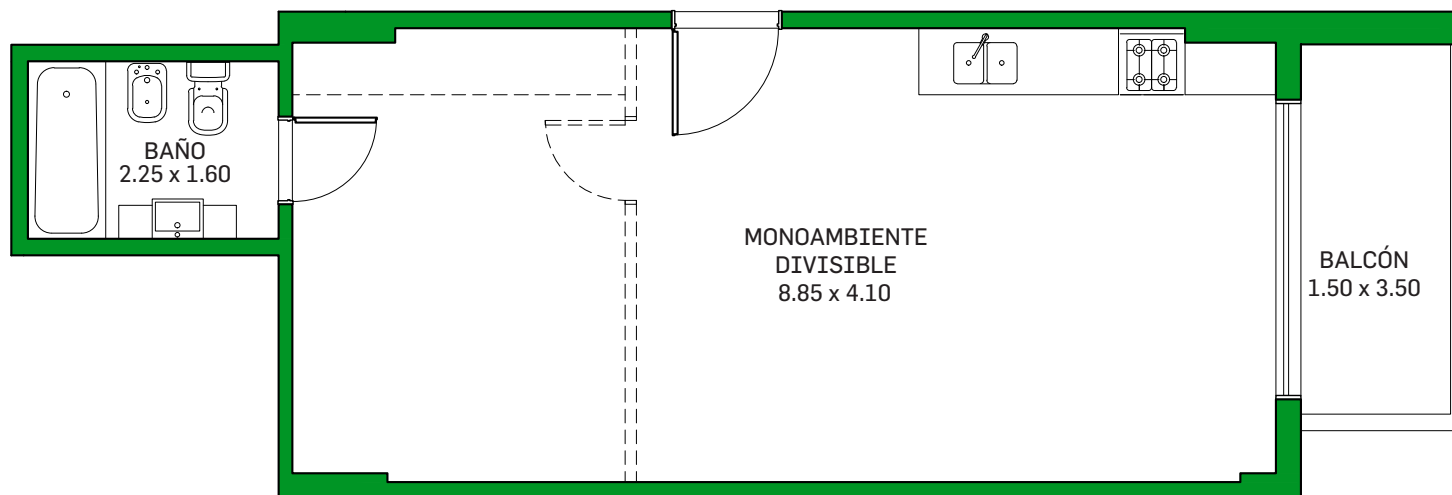 BAÑO
2.25 x 1.60
MONOAMBIENTE
DIVISIBLE
8.85 x 4.10
BALCÓN
1.50 x 3.50